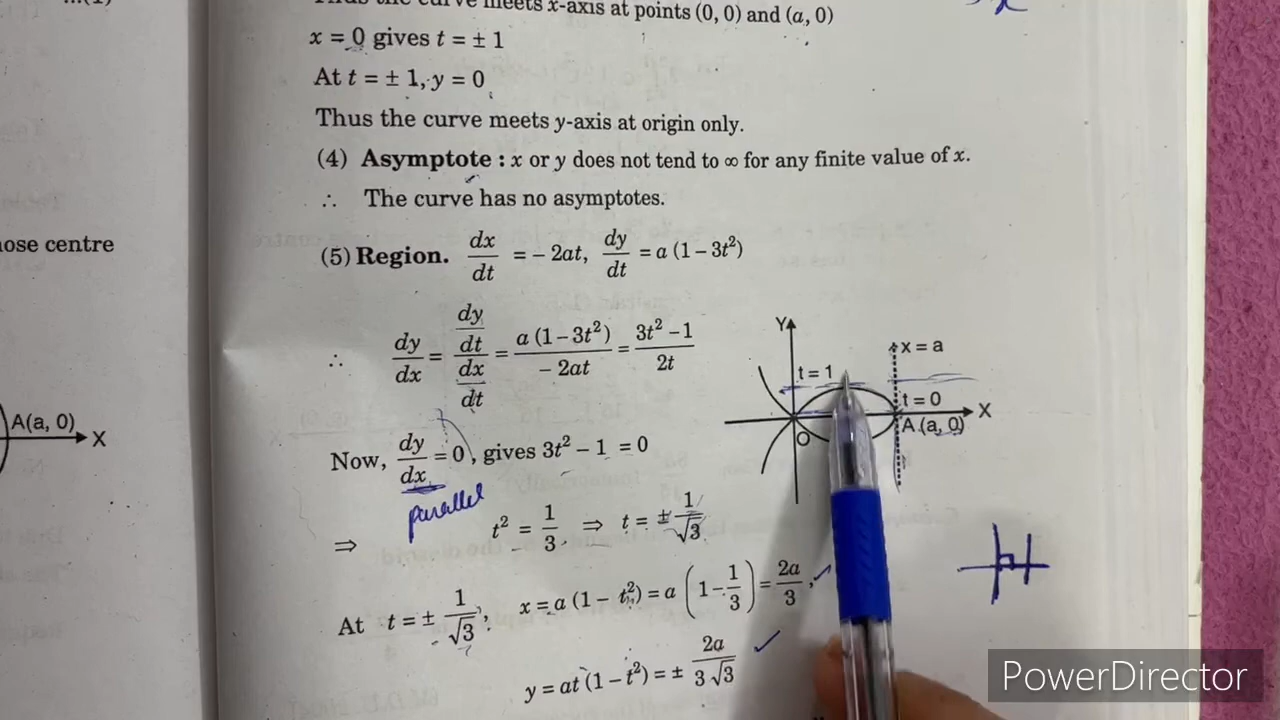 x-axis at points (0, 0) and (a, 0)
x = 0 gives t = ± 1
At t = ± 1, y = 0
Thus the curve meets y-axis at origin only.
(4) Asymptote : x or y does not tend to ∞ for any finite value of x.
∴ The curve has no asymptotes.
ose centre
(5) Region. dx/dt = – 2at, dy/dt = a (1 – 3t²)
∴ dy/dx = (dy/dt)/(dx/dt) = a (1 – 3t²)/(– 2at) = (3t² – 1)/(2t)
Y
x = a
t = 1
t = 0
X
O
A (a, 0)
A(a, 0)
X
Now, dy/dx = 0, gives 3t² – 1 = 0
parallel
⇒ t² = 1/3 ⇒ t = ± 1/√3
At t = ± 1/√3, x = a (1 – t²) = a (1 – 1/3) = 2a/3,
y = at (1 – t²) = ± 2a/(3√3)
PowerDirector